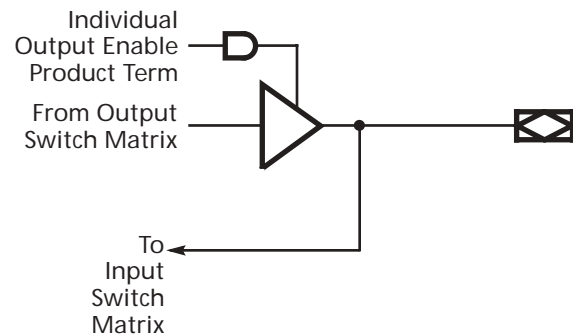 Individual
Output Enable
Product Term
From Output
Switch Matrix
To
Input
Switch
Matrix